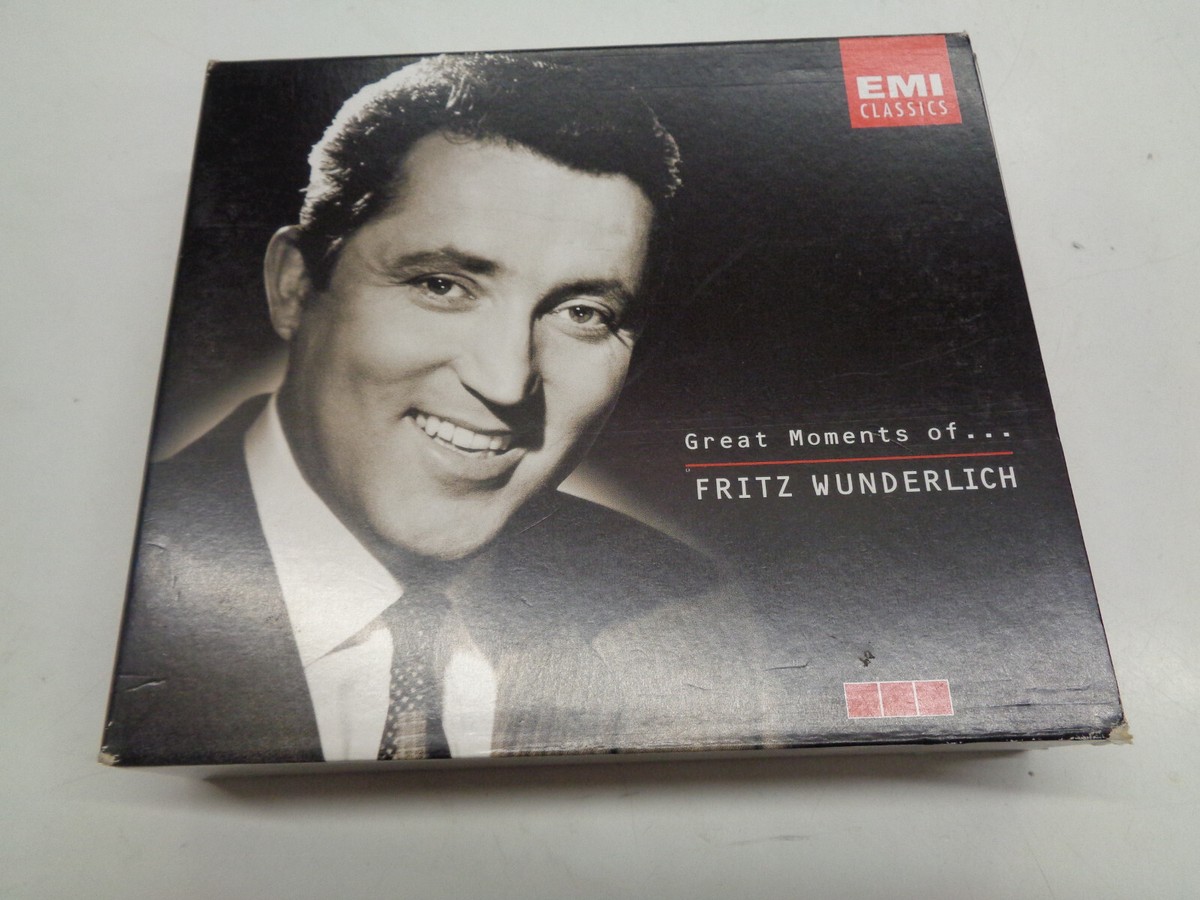 EMI
CLASSICS
Great Moments of...
FRITZ WUNDERLICH